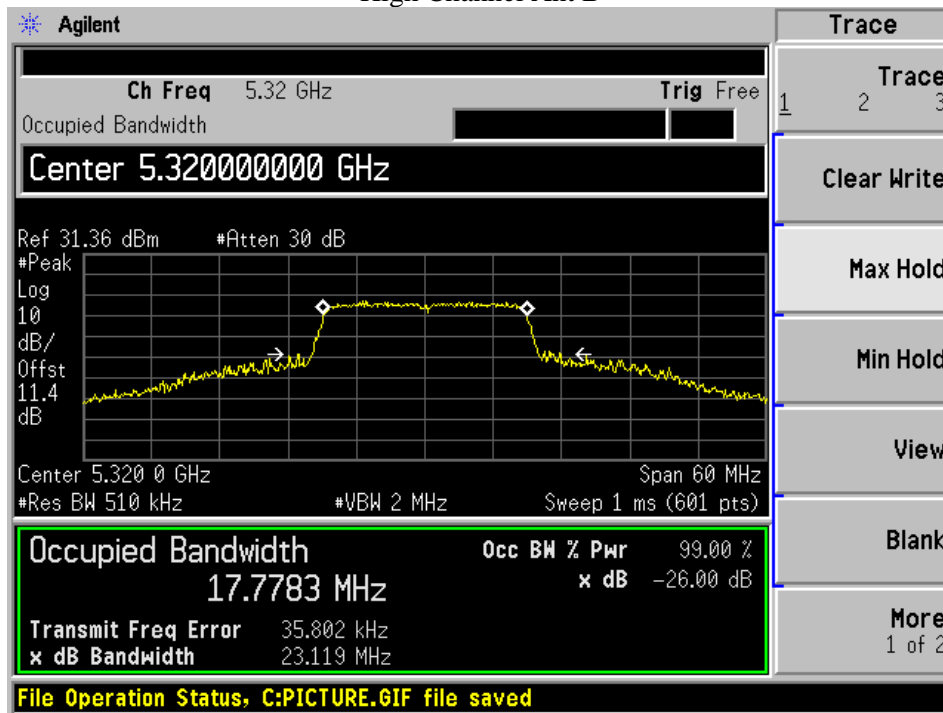 Agilent
Trace
Ch Freq 5.32 GHz Trig Free
Occupied Bandwidth
Center 5.320000000 GHz
Ref 31.36 dBm #Atten 30 dB
#Peak
Log
10
dB/
Offst
11.4
dB
Center 5.320 0 GHz Span 60 MHz
#Res BW 510 kHz #VBW 2 MHz Sweep 1 ms (601 pts)
Occupied Bandwidth Occ BW % Pwr 99.00 %
17.7783 MHz x dB -26.00 dB
Transmit Freq Error 35.802 kHz
x dB Bandwidth 23.119 MHz
File Operation Status, C:PICTURE.GIF file saved
Trace
1 2 3
Clear Write
Max Hold
Min Hold
View
Blank
More
1 of 2